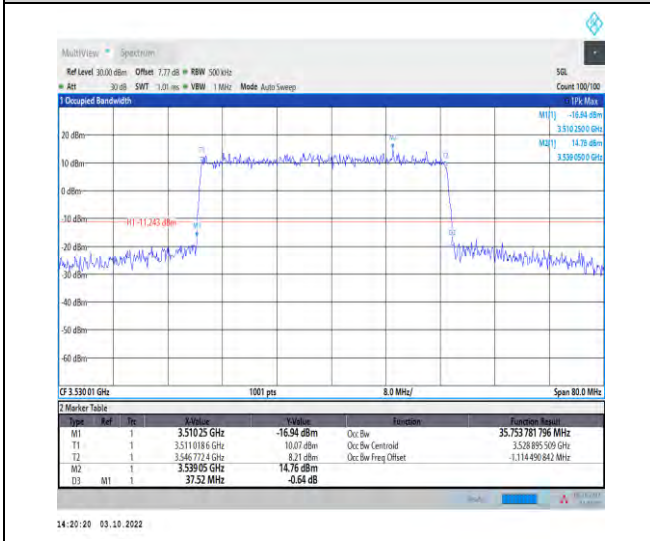 MultiView Spectrum
Ref Level 30.00 dBm Offset 7.77 dB RBW 500 kHz SGL
Att 30 dB SWT 1.01 ms VBW 1 MHz Mode Auto Sweep Count 100/100
1 Occupied Bandwidth 1Pk Max
M1[1] -16.94 dBm
3.510 250 0 GHz
M2[1] 14.76 dBm
3.539 050 0 GHz
20 dBm
10 dBm
0 dBm
-10 dBm
H1 -11.243 dBm
-20 dBm
-30 dBm
-40 dBm
-50 dBm
-60 dBm
CF 3.530 01 GHz 1001 pts 8.0 MHz/ Span 80.0 MHz
2 Marker Table
Type Ref Trc X-Value Y-Value Function Function Result
M1 1 3.510 25 GHz -16.94 dBm Occ Bw 35.753 781 796 MHz
T1 1 3.511 018 6 GHz 10.07 dBm Occ Bw Centroid 3.528 895 509 GHz
T2 1 3.546 772 4 GHz 8.21 dBm Occ Bw Freq Offset -1.114 490 842 MHz
M2 1 3.539 05 GHz 14.76 dBm
D3 M1 1 37.52 MHz -0.64 dB
14:20:20 03.10.2022